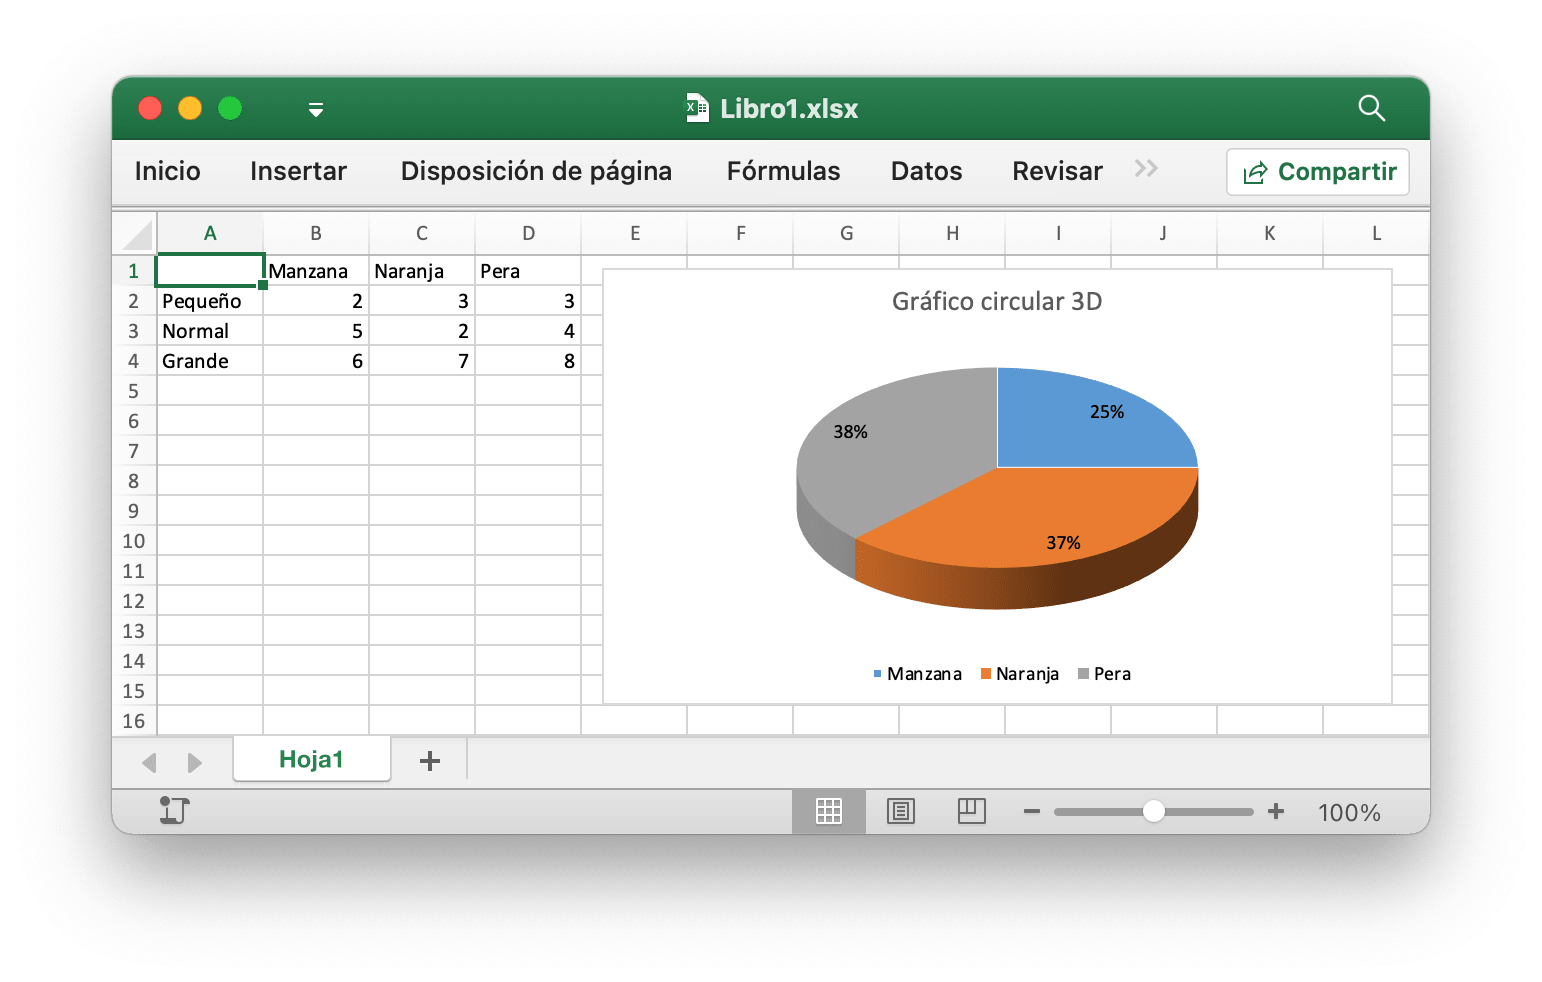 Libro1.xlsx
Inicio Insertar Disposición de página Fórmulas Datos Revisar Compartir
A B C D E F G H I J K L
1 Manzana Naranja Pera
2 Pequeño 2 3 3
3 Normal 5 2 4
4 Grande 6 7 8
5
6
7
8
9
10
11
12
13
14
15
16
Gráfico circular 3D
25%
38%
37%
Manzana Naranja Pera
Hoja1
100%